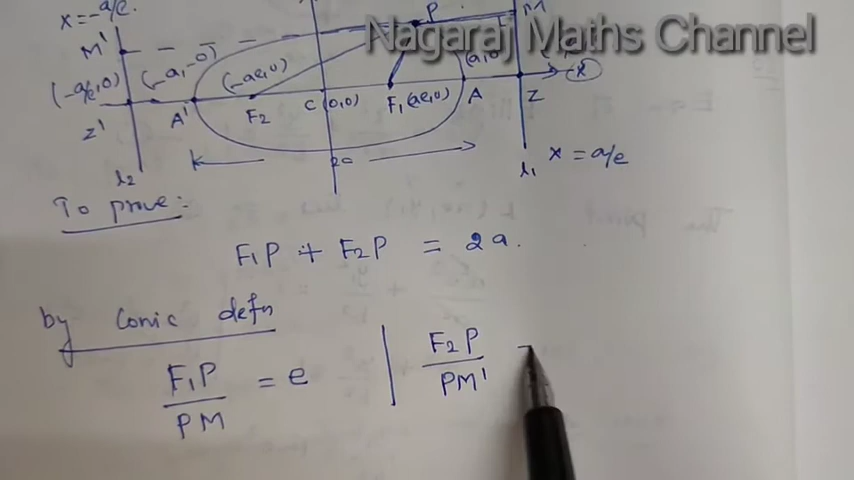 x = -a/e.
P
M
Nagaraj Maths Channel
M'
(-a/e, 0) (-a, 0) (-ae, 0) (a, 0) x
Z' A' F2 C (0,0) F1 (ae, 0) A Z
l2 2a l1 x = a/e
To prove:
F1P + F2P = 2a.
by Conic defn
F1P/PM = e | F2P/PM'